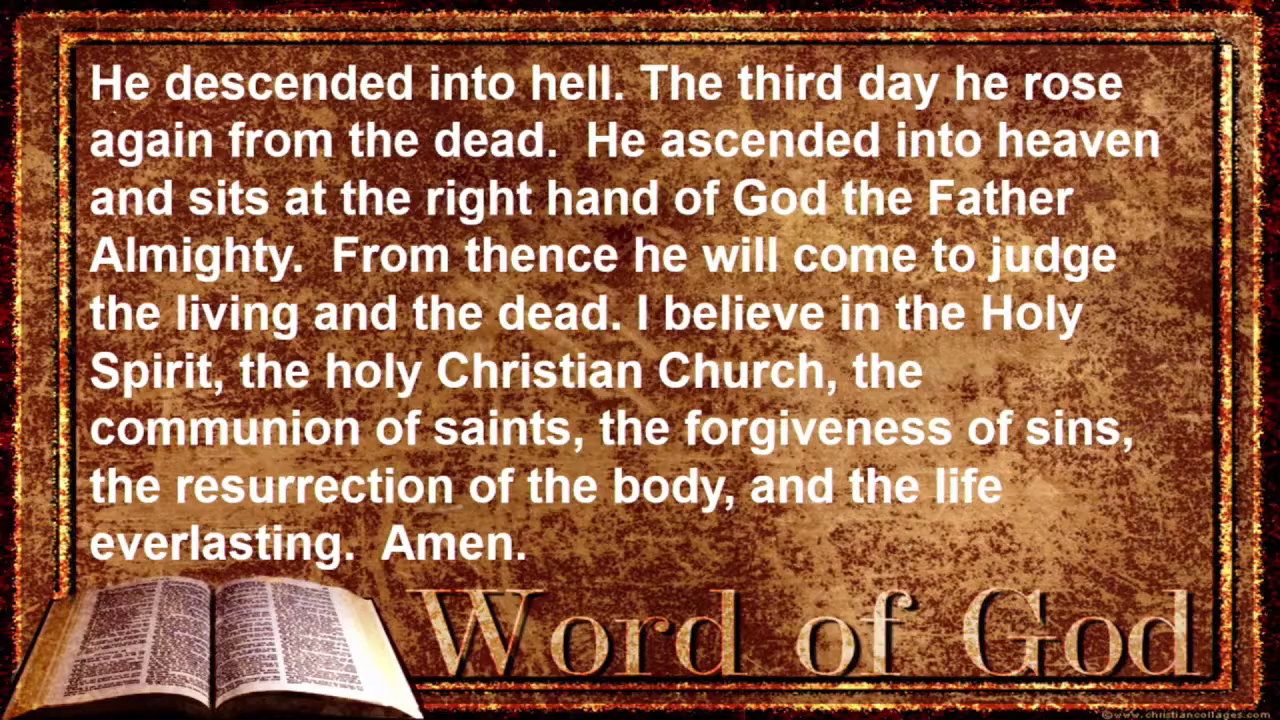 He descended into hell. The third day he rose
again from the dead.  He ascended into heaven
and sits at the right hand of God the Father
Almighty.  From thence he will come to judge
the living and the dead. I believe in the Holy
Spirit, the holy Christian Church, the
communion of saints, the forgiveness of sins,
the resurrection of the body, and the life
everlasting.  Amen.
Word of God
©www.christiancollages.com